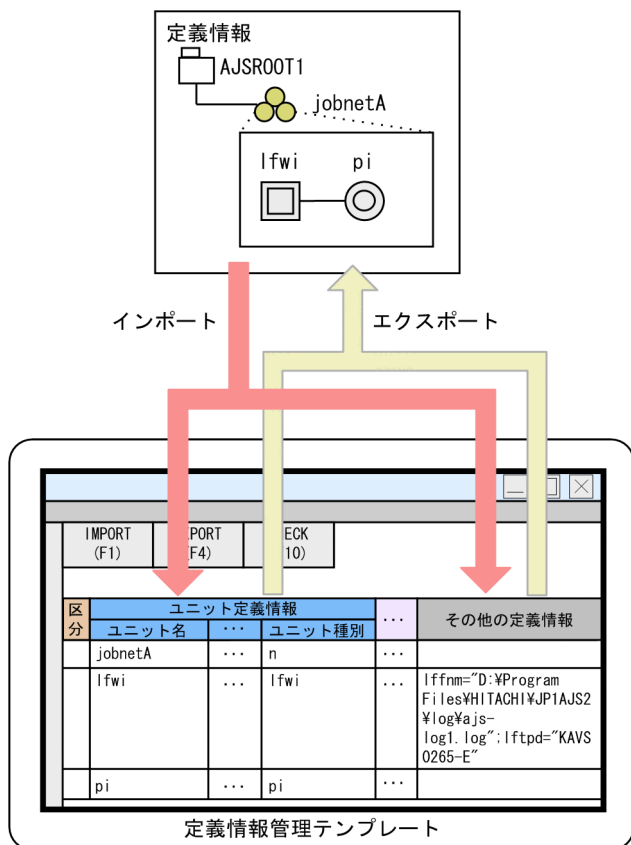 定義情報
AJSROOT1
jobnetA
lfwi pi
インポート エクスポート
IMPORT (F1)
PORT F4)
ECK 10)
区分 ユニット定義情報 ... その他の定義情報
ユニット名 ... ユニット種別
jobnetA ... n ...
lfwi ... lfwi ... lffnm="D:¥Program
Files¥HITACHI¥JP1AJS2
¥log¥ajs-
log1.log";lftpd="KAVS
0265-E"
pi ... pi ...
定義情報管理テンプレート